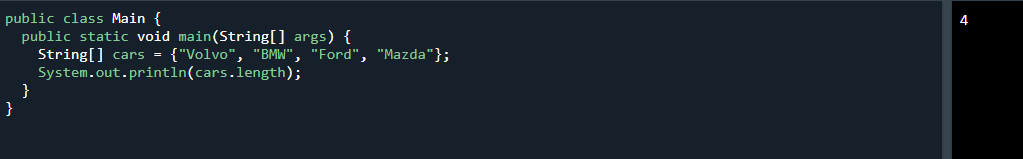 public class Main {
  public static void main(String[] args) {
    String[] cars = {"Volvo", "BMW", "Ford", "Mazda"};
    System.out.println(cars.length);
  }
}
4